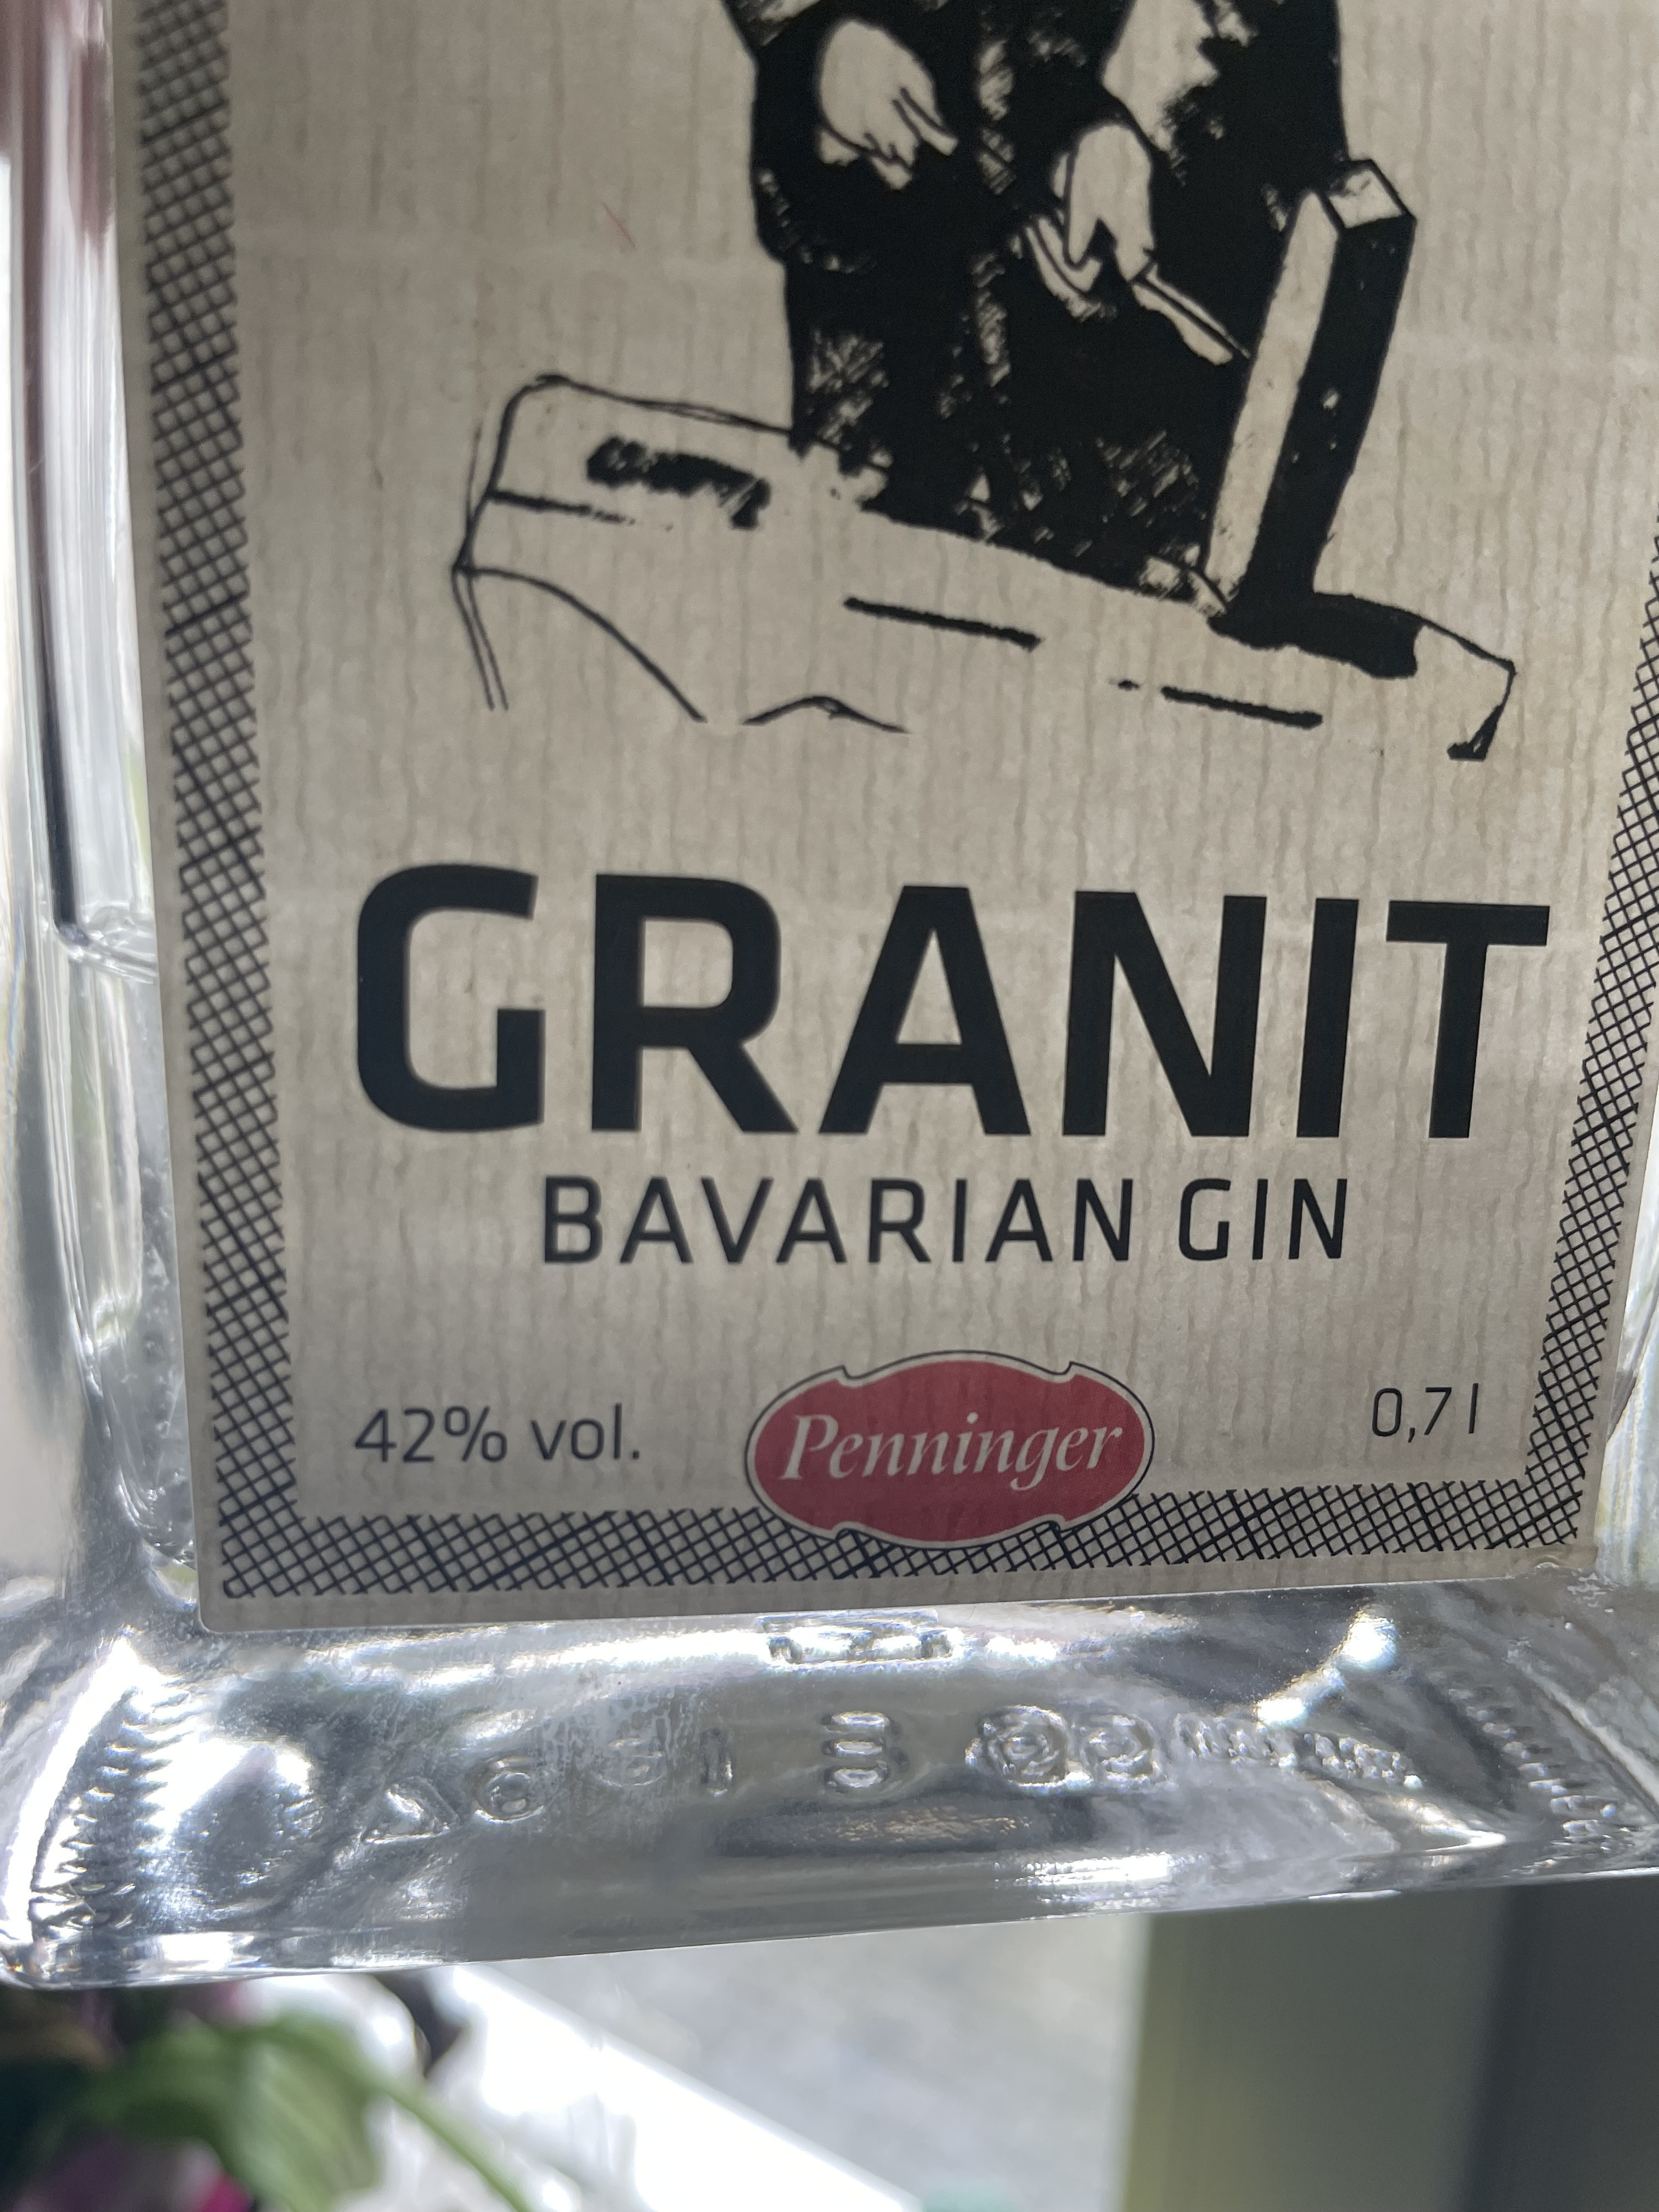 GRANIT
BAVARIAN GIN
42% vol.
Penninger
0,7 l